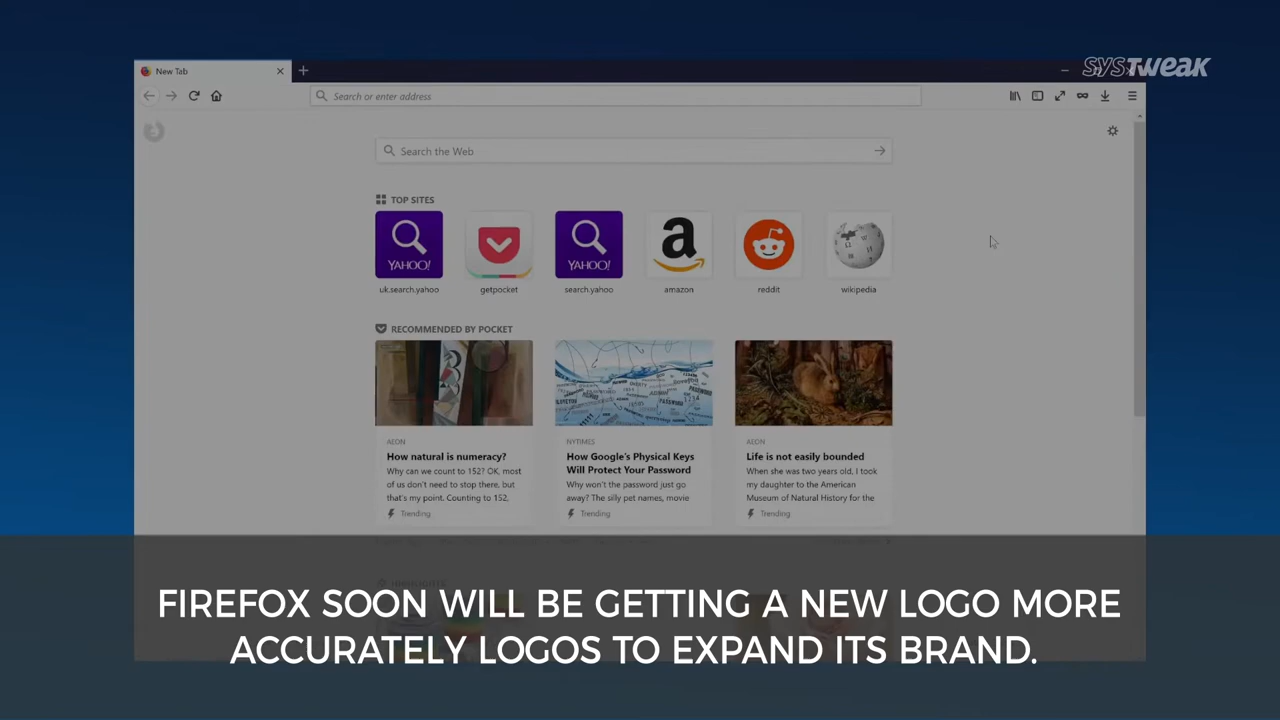 SYSTWEAK
New Tab
Search or enter address
Search the Web
TOP SITES
YAHOO!
YAHOO!
a
uk.search.yahoo
getpocket
search.yahoo
amazon
reddit
wikipedia
RECOMMENDED BY POCKET
AEON
How natural is numeracy?
Why can we count to 152? OK, most
of us don't need to stop there, but
that's my point. Counting to 152,
Trending
NYTIMES
How Google's Physical Keys
Will Protect Your Password
Why won't the password just go
away? The silly pet names, movie
Trending
AEON
Life is not easily bounded
When she was two years old, I took
my daughter to the American
Museum of Natural History for the
Trending
HIGHLIGHTS
FIREFOX SOON WILL BE GETTING A NEW LOGO MORE
ACCURATELY LOGOS TO EXPAND ITS BRAND.